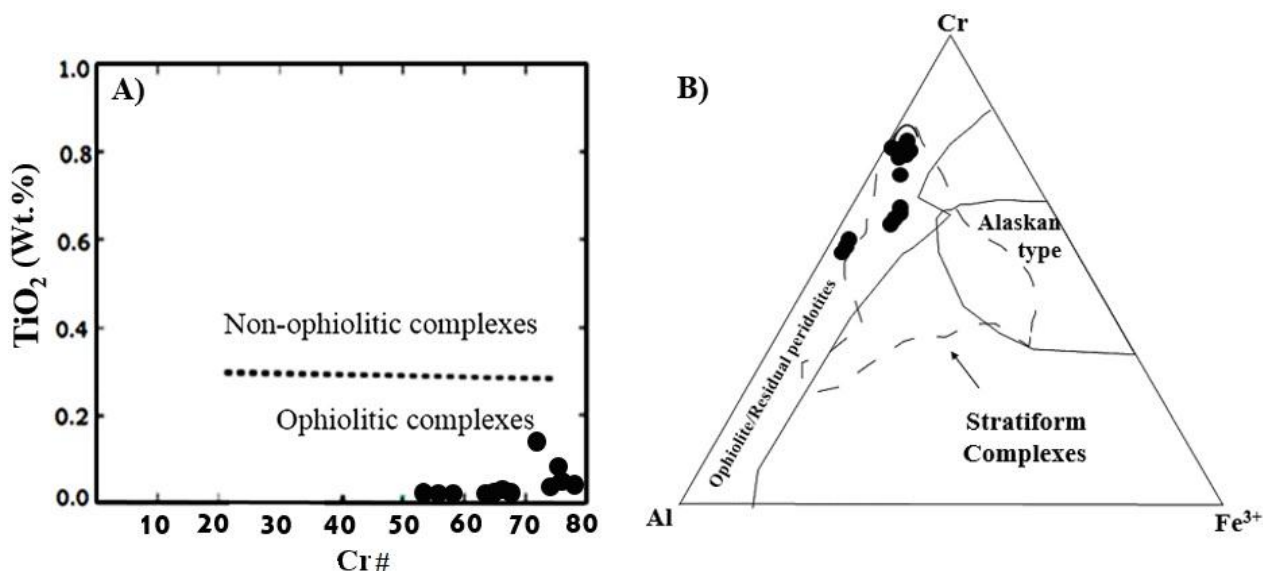 A)
TiO2 (Wt.%)
1.0
0.8
0.6
0.4
0.2
0.0
Non-ophiolitic complexes
Ophiolitic complexes
10 20 30 40 50 60 70 80
Cr#
B)
Cr
Alaskan
type
Ophiolite/Residual peridotites
Stratiform
Complexes
Al
Fe3+